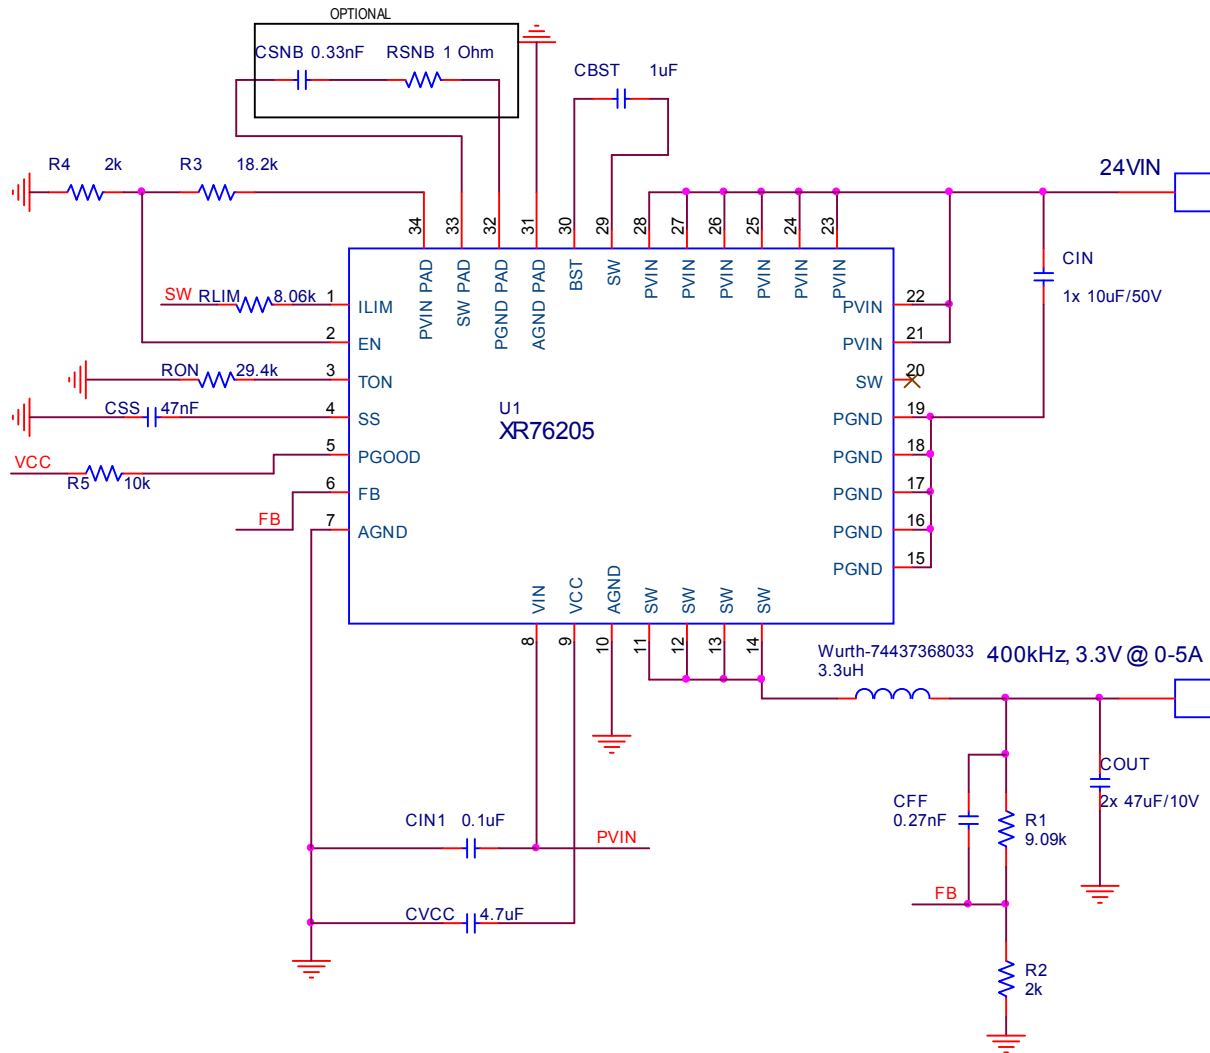 OPTIONAL
CSNB 0.33nF RSNB 1 Ohm
CBST 1uF
R4 2k R3 18.2k
24VIN
34 33 32 31 30 29 28 27 26 25 24 23
PVIN PAD SW PAD PGND PAD AGND PAD BST SW PVIN PVIN PVIN PVIN PVIN PVIN
CIN
1x 10uF/50V
SW RLIM 8.06k 1 ILIM
PVIN 22
2 EN
PVIN 21
RON 29.4k 3 TON
SW 20
CSS 47nF 4 SS
U1
XR76205
PGND 19
VCC R5 10k 5 PGOOD
PGND 18
FB 6 FB
PGND 17
7 AGND
PGND 16
PGND 15
VIN VCC AGND SW SW SW SW
8 9 10 11 12 13 14
Wurth-74437368033
3.3uH
400kHz, 3.3V @ 0-5A
COUT
2x 47uF/10V
CFF
0.27nF
R1
9.09k
CIN1 0.1uF
PVIN
FB
CVCC 4.7uF
R2
2k